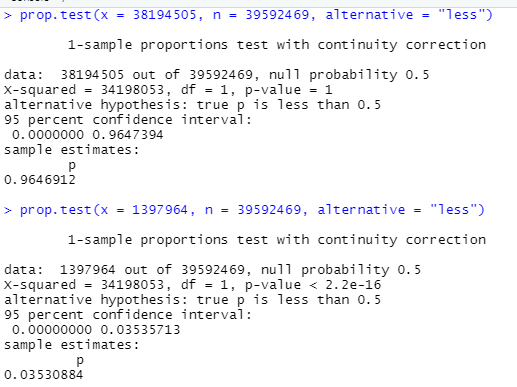 > prop.test(x = 38194505, n = 39592469, alternative = "less")
1-sample proportions test with continuity correction
data:  38194505 out of 39592469, null probability 0.5
X-squared = 34198053, df = 1, p-value = 1
alternative hypothesis: true p is less than 0.5
95 percent confidence interval:
 0.0000000 0.9647394
sample estimates:
p
0.9646912
> prop.test(x = 1397964, n = 39592469, alternative = "less")
1-sample proportions test with continuity correction
data:  1397964 out of 39592469, null probability 0.5
X-squared = 34198053, df = 1, p-value < 2.2e-16
alternative hypothesis: true p is less than 0.5
95 percent confidence interval:
 0.00000000 0.03535713
sample estimates:
p
0.03530884